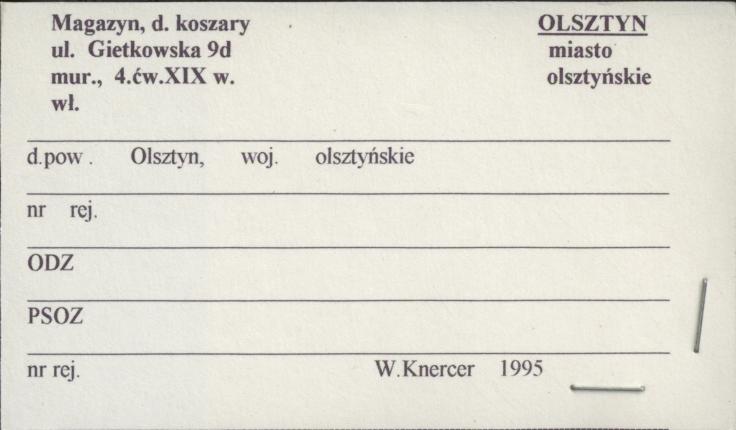 Magazyn, d. koszary
ul. Gietkowska 9d
mur., 4.ćw.XIX w.
wł.
OLSZTYN
miasto
olsztyńskie
d.pow . Olsztyn, woj. olsztyńskie
nr rej.
ODZ
PSOZ
nr rej. W.Knercer 1995